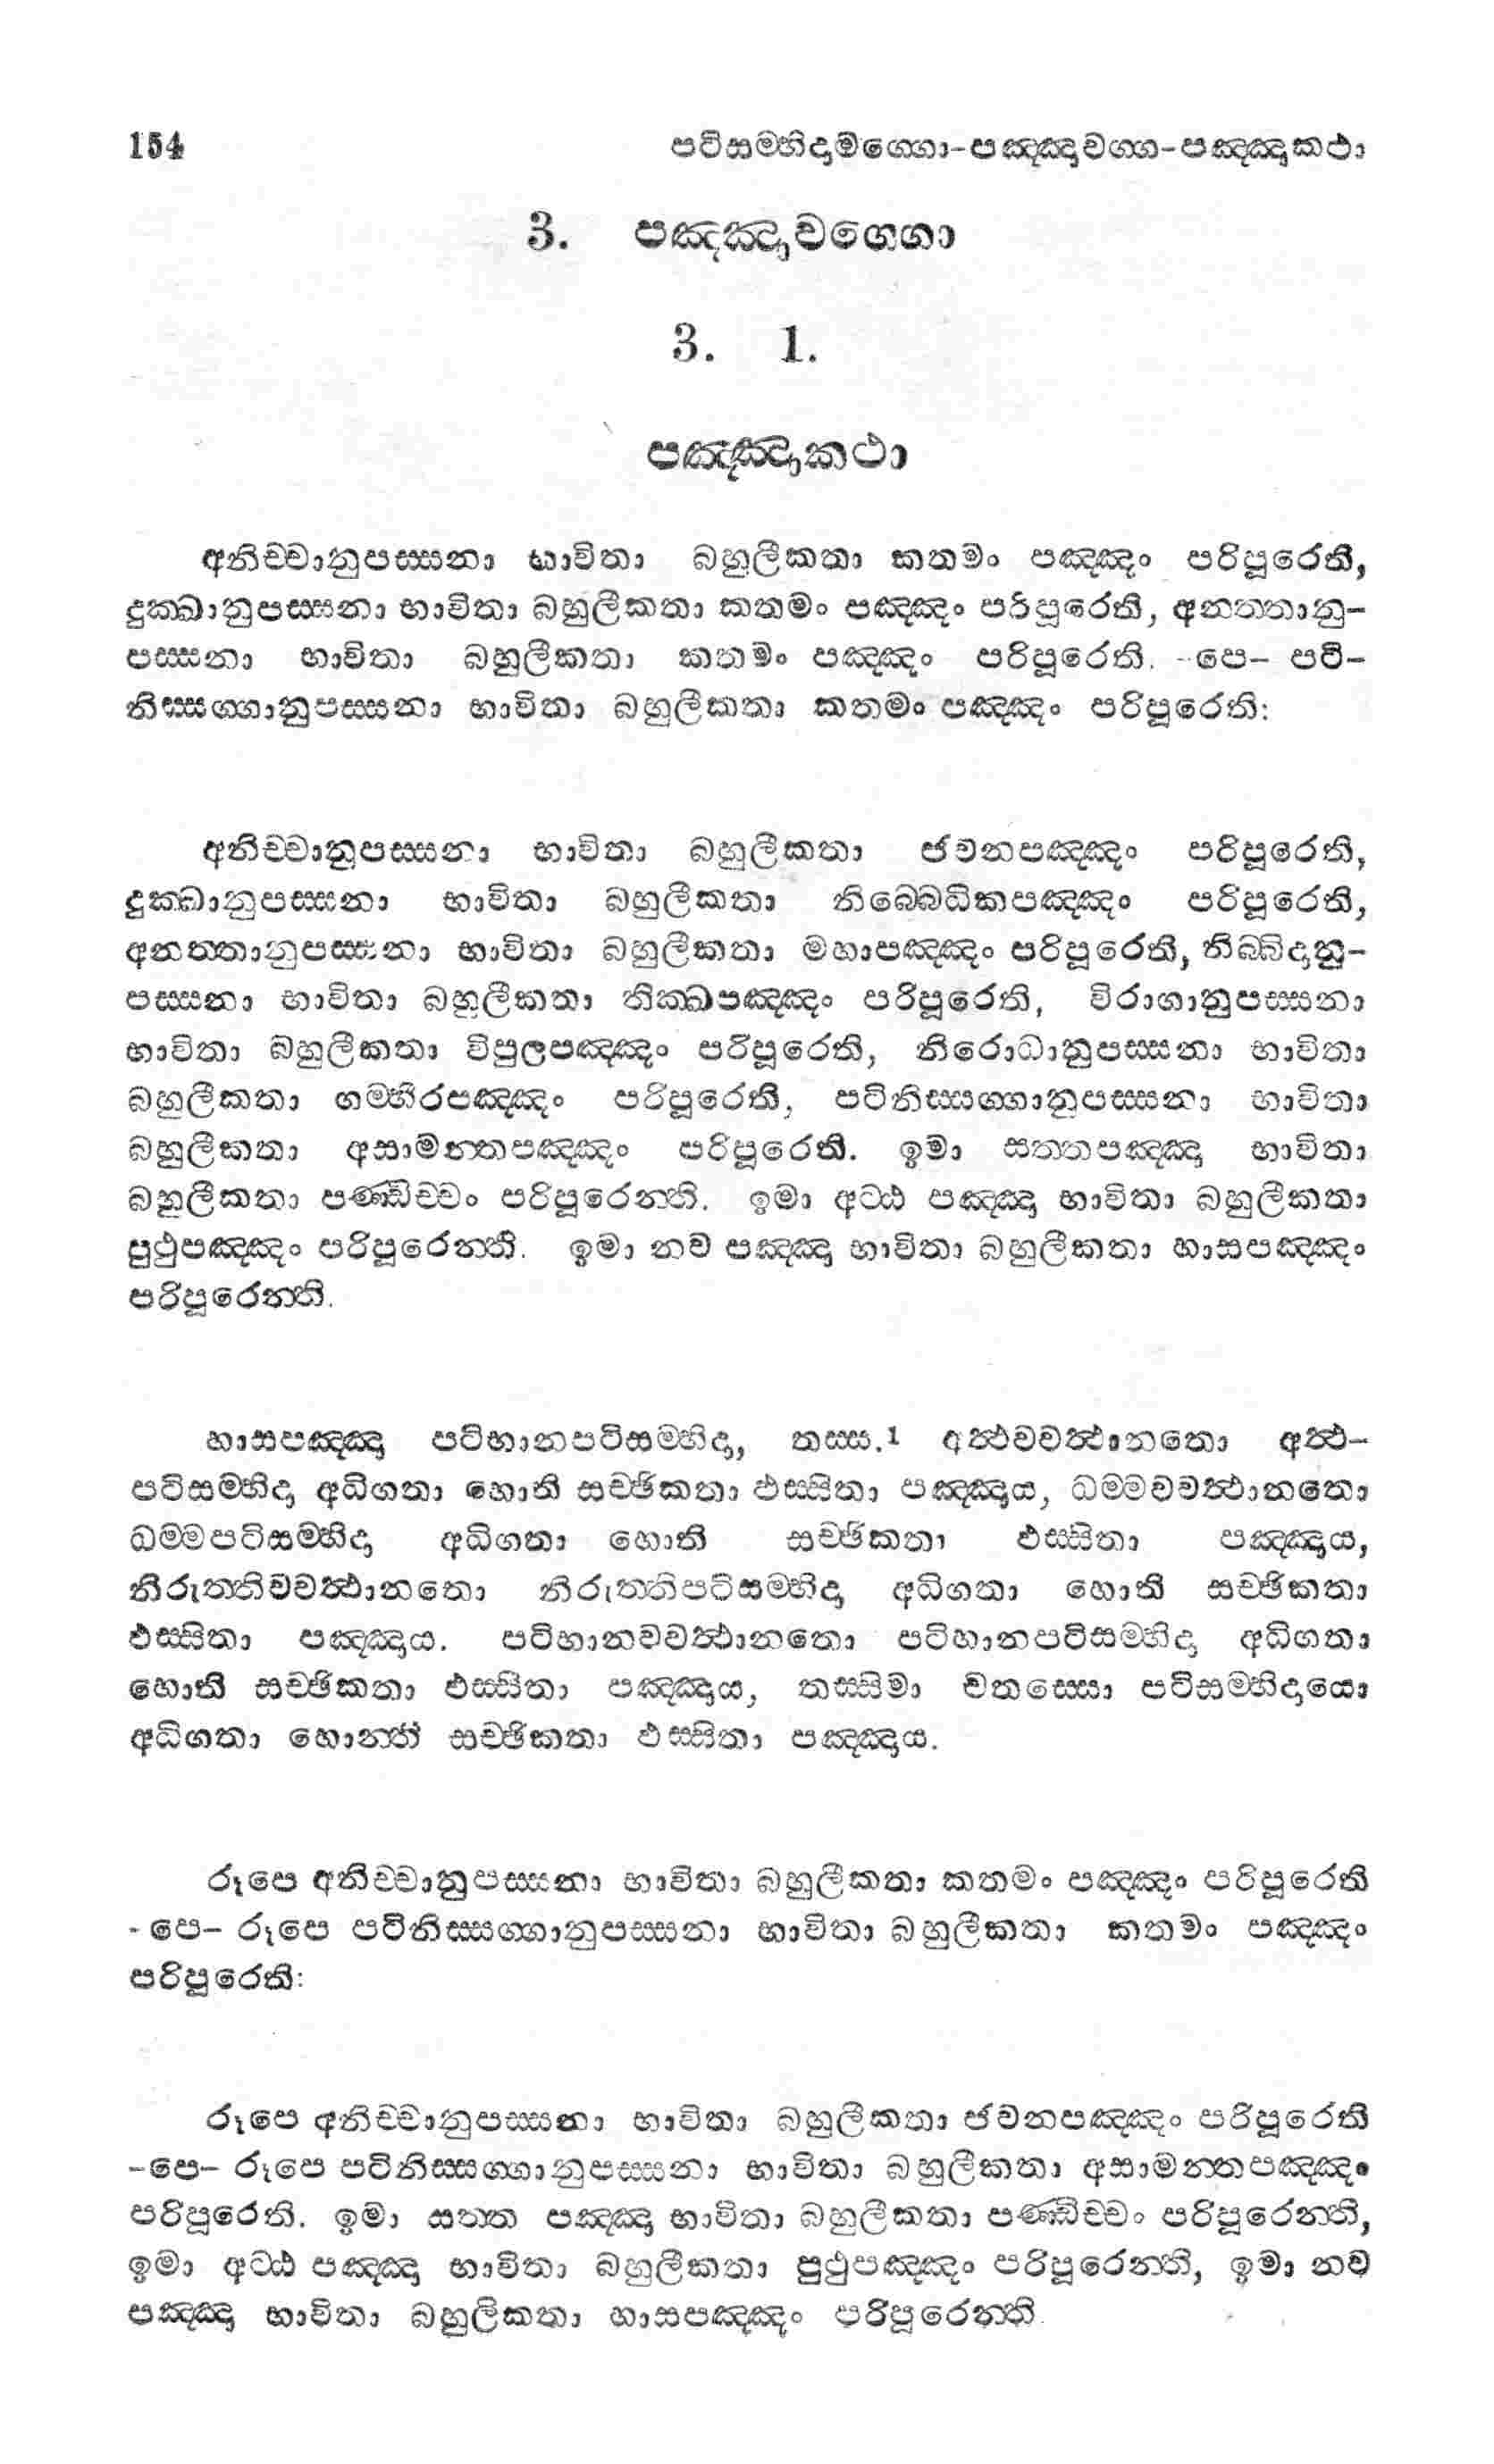 154 පටිසම්භිදාමග්ගො-පඤ්ඤාවග්ග-පඤ්ඤාකථා
3. පඤ්ඤාවග්ගො
3. 1.
පඤ්ඤාකථා
අනිච්චානුපස්සනා භාවිතා බහුලීකතා කතමං පඤ්ඤං පරිපූරෙති,
දුක්ඛානුපස්සනා භාවිතා බහුලීකතා කතමං පඤ්ඤං පරිපූරෙති, අනත්තානු-
පස්සනා භාවිතා බහුලීකතා කතමං පඤ්ඤං පරිපූරෙති. -පෙ- පටි-
නිස්සග්ගානුපස්සනා භාවිතා බහුලීකතා කතමං පඤ්ඤං පරිපූරෙති:
අනිච්චානුපස්සනා භාවිතා බහුලීකතා ජවනපඤ්ඤං පරිපූරෙති,
දුක්ඛානුපස්සනා භාවිතා බහුලීකතා නිබ්බෙධිකපඤ්ඤං පරිපූරෙති,
අනත්තානුපස්සනා භාවිතා බහුලීකතා මහාපඤ්ඤං පරිපූරෙති, නිබ්බිදානු-
පස්සනා භාවිතා බහුලීකතා තික්ඛපඤ්ඤං පරිපූරෙති, විරාගානුපස්සනා
භාවිතා බහුලීකතා විපුලපඤ්ඤං පරිපූරෙති, නිරොධානුපස්සනා භාවිතා
බහුලීකතා ගම්භීරපඤ්ඤං පරිපූරෙති, පටිනිස්සග්ගානුපස්සනා භාවිතා
බහුලීකතා අසාමන්තපඤ්ඤං පරිපූරෙති. ඉමා සත්තපඤ්ඤා භාවිතා
බහුලීකතා පණ්ඩිච්චං පරිපූරෙන්ති. ඉමා අට්ඨ පඤ්ඤා භාවිතා බහුලීකතා
පුථුපඤ්ඤං පරිපූරෙන්ති. ඉමා නව පඤ්ඤා භාවිතා බහුලීකතා හාසපඤ්ඤං
පරිපූරෙන්ති.
හාසපඤ්ඤා පටිභානපටිසම්භිදා, තස්ස.¹ අත්ථවවත්ථානතො අත්ථ-
පටිසම්භිදා අධිගතා හොති සච්ඡිකතා ඵස්සිතා පඤ්ඤාය, ධම්මවවත්ථානතො
ධම්මපටිසම්භිදා අධිගතා හොති සච්ඡිකතා ඵස්සිතා පඤ්ඤාය,
නිරුත්තිවවත්ථානතො නිරුත්තිපටිසම්භිදා අධිගතා හොති සච්ඡිකතා
ඵස්සිතා පඤ්ඤාය. පටිභානවවත්ථානතො පටිභානපටිසම්භිදා අධිගතා
හොති සච්ඡිකතා ඵස්සිතා පඤ්ඤාය, තස්සිමා චතස්සො පටිසම්භිදායො
අධිගතා හොන්ති සච්ඡිකතා ඵස්සිතා පඤ්ඤාය.
රූපෙ අනිච්චානුපස්සනා භාවිතා බහුලීකතා කතමං පඤ්ඤං පරිපූරෙති
-පෙ- රූපෙ පටිනිස්සග්ගානුපස්සනා භාවිතා බහුලීකතා කතමං පඤ්ඤං
පරිපූරෙති:
රූපෙ අනිච්චානුපස්සනා භාවිතා බහුලීකතා ජවනපඤ්ඤං පරිපූරෙති
-පෙ- රූපෙ පටිනිස්සග්ගානුපස්සනා භාවිතා බහුලීකතා අසාමන්තපඤ්ඤං
පරිපූරෙති. ඉමා සත්ත පඤ්ඤා භාවිතා බහුලීකතා පණ්ඩිච්චං පරිපූරෙන්ති,
ඉමා අට්ඨ පඤ්ඤා භාවිතා බහුලීකතා පුථුපඤ්ඤං පරිපූරෙන්ති, ඉමා නව
පඤ්ඤා භාවිතා බහුලිකතා හාසපඤ්ඤං පරිපූරෙන්ති.